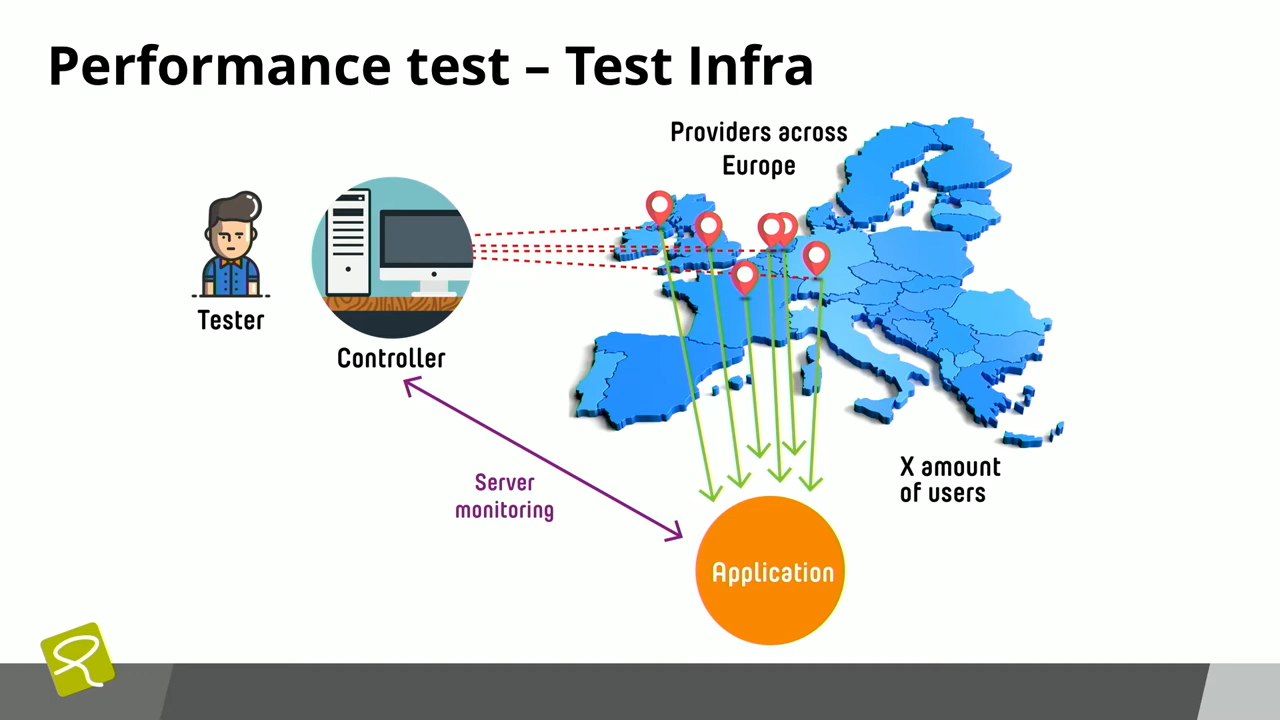 Performance test – Test Infra
Providers across
Europe
Tester
Controller
Server
monitoring
X amount
of users
Application